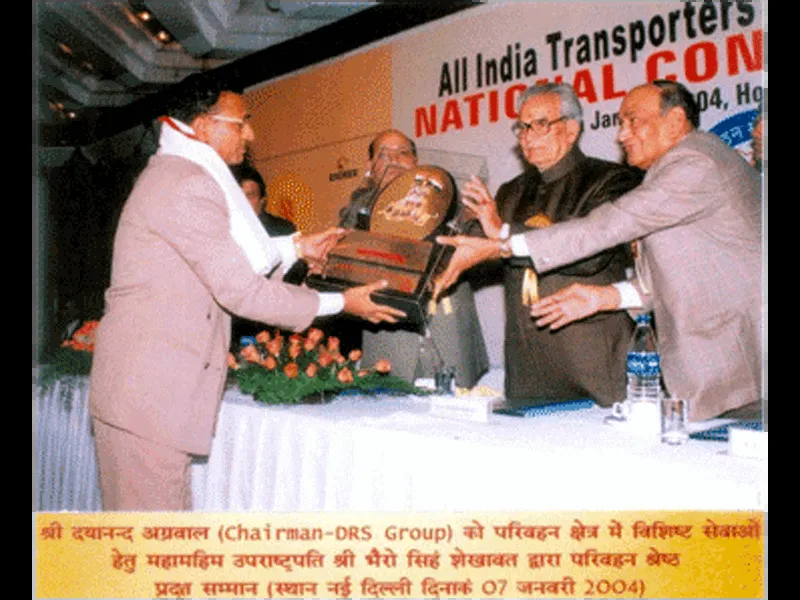 All India Transporters
NATIONAL CON
Jan 04, Ho
श्री दयानन्द अग्रवाल (Chairman-DRS Group) को परिवहन क्षेत्र में विशिष्ट सेवाओं
हेतु महामहिम उपराष्ट्रपति श्री भैरो सिहं शेखावत द्वारा परिवहन श्रेष्ठ
प्रदत्त सम्मान (स्थान नई दिल्ली दिनाकं 07 जनवरी 2004)